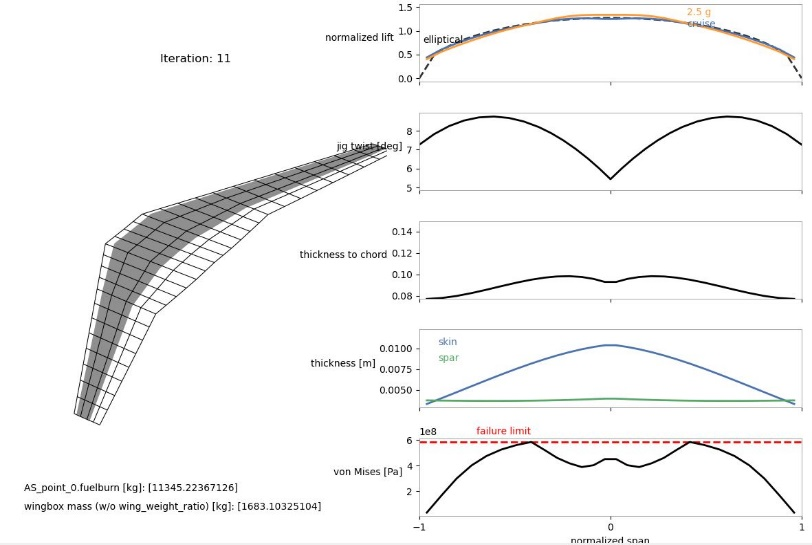 Iteration: 11
AS_point_0.fuelburn [kg]: [11345.22367126]
wingbox mass (w/o wing_weight_ratio) [kg]: [1683.10325104]
normalized lift
1.5
1.0
0.5
0.0
elliptical
2.5 g
cruise
jig twist [deg]
8
7
6
5
thickness to chord
0.14
0.12
0.10
0.08
thickness [m]
0.0100
0.0075
0.0050
skin
spar
von Mises [Pa]
1e8
6
4
2
failure limit
−1 0 1
normalized span